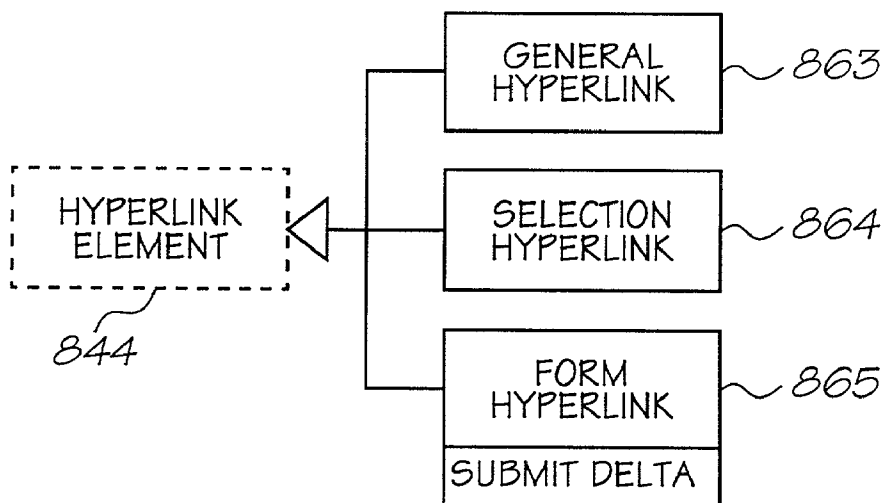 GENERAL
HYPERLINK
863
HYPERLINK
ELEMENT
844
SELECTION
HYPERLINK
864
FORM
HYPERLINK
865
SUBMIT DELTA